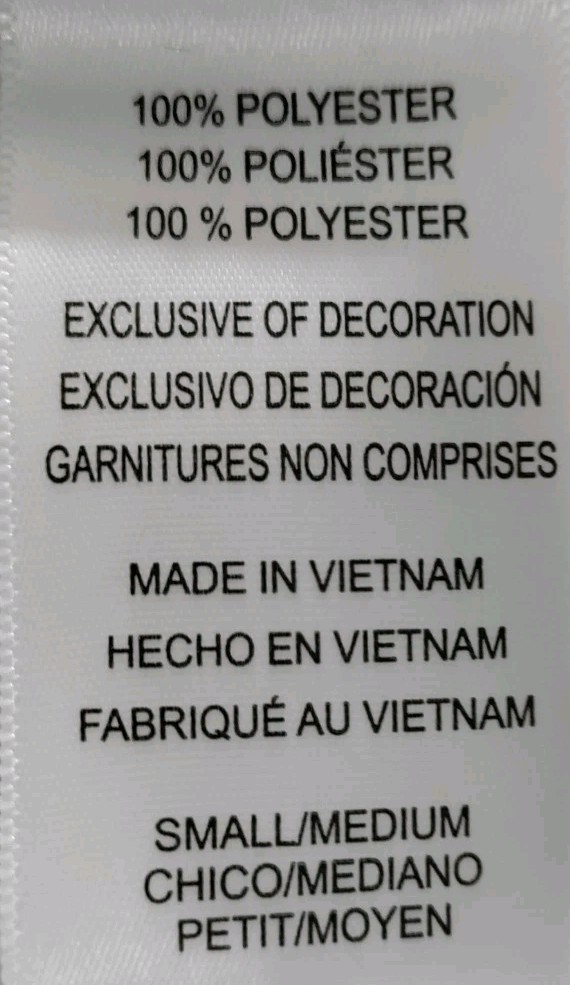 100% POLYESTER
100% POLIÉSTER
100 % POLYESTER
EXCLUSIVE OF DECORATION
EXCLUSIVO DE DECORACIÓN
GARNITURES NON COMPRISES
MADE IN VIETNAM
HECHO EN VIETNAM
FABRIQUÉ AU VIETNAM
SMALL/MEDIUM
CHICO/MEDIANO
PETIT/MOYEN